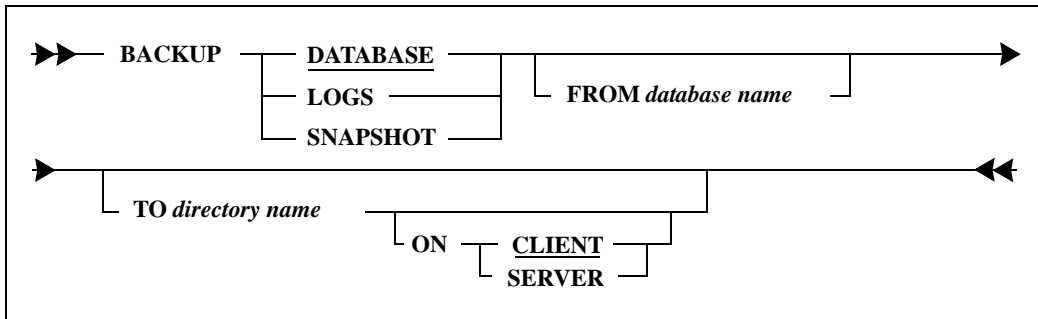 BACKUP DATABASE
LOGS
FROM database name
SNAPSHOT
TO directory name
ON CLIENT
SERVER